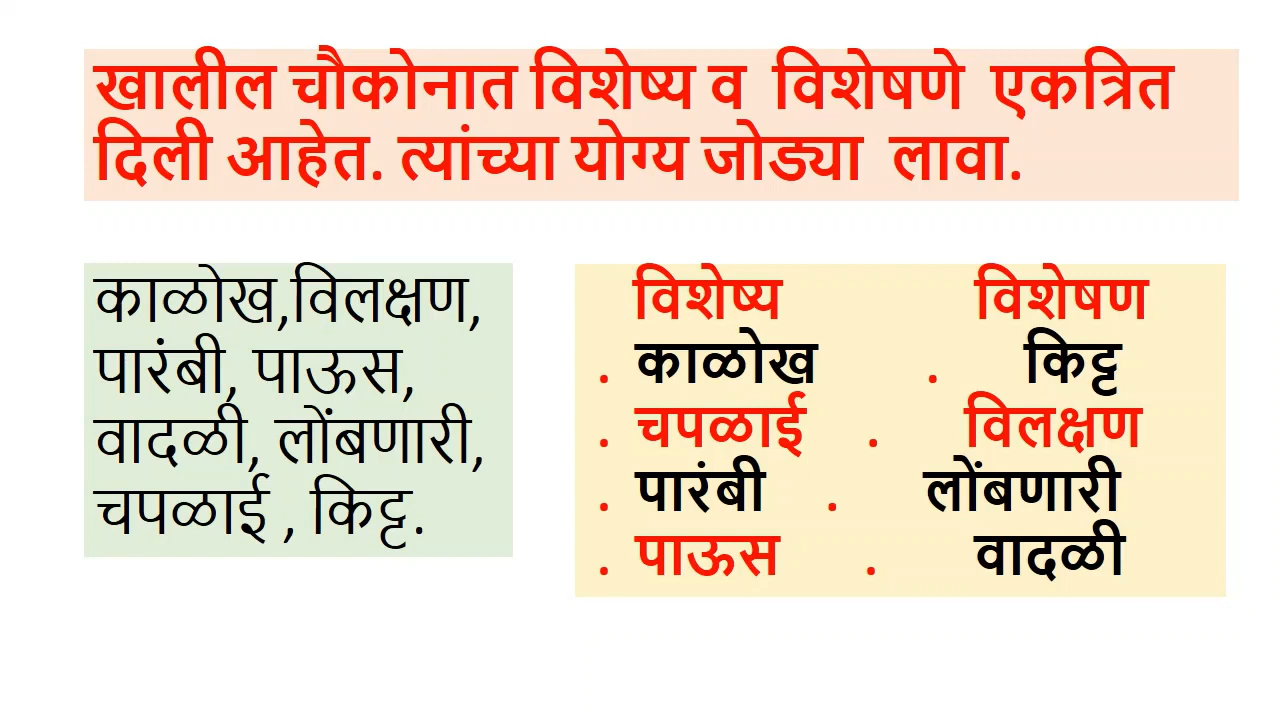 खालील चौकोनात विशेष्य व विशेषणे एकत्रित
दिली आहेत. त्यांच्या योग्य जोड्या लावा.
काळोख,विलक्षण,
पारंबी, पाऊस,
वादळी, लोंबणारी,
चपळाई , किट्ट.
विशेष्य विशेषण
. काळोख . किट्ट
. चपळाई . विलक्षण
. पारंबी . लोंबणारी
. पाऊस . वादळी